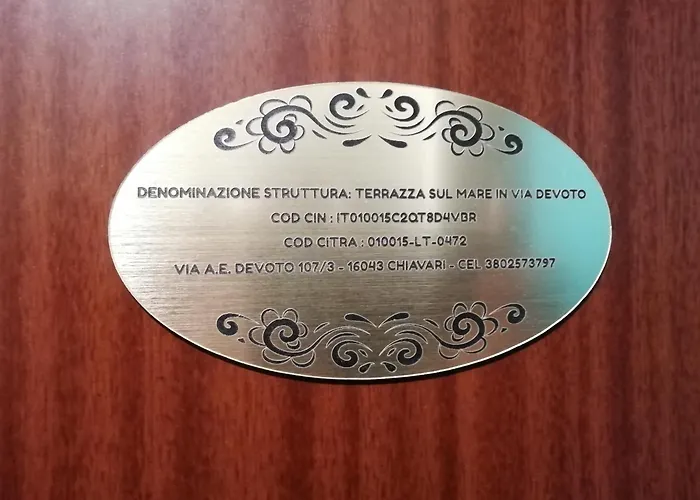 DENOMINAZIONE STRUTTURA: TERRAZZA SUL MARE IN VIA DEVOTO
COD CIN : IT010015C2QT8D4VBR
COD CITRA : 010015-LT-0472
VIA A.E. DEVOTO 107/3 - 16043 CHIAVARI - CEL 3802573797